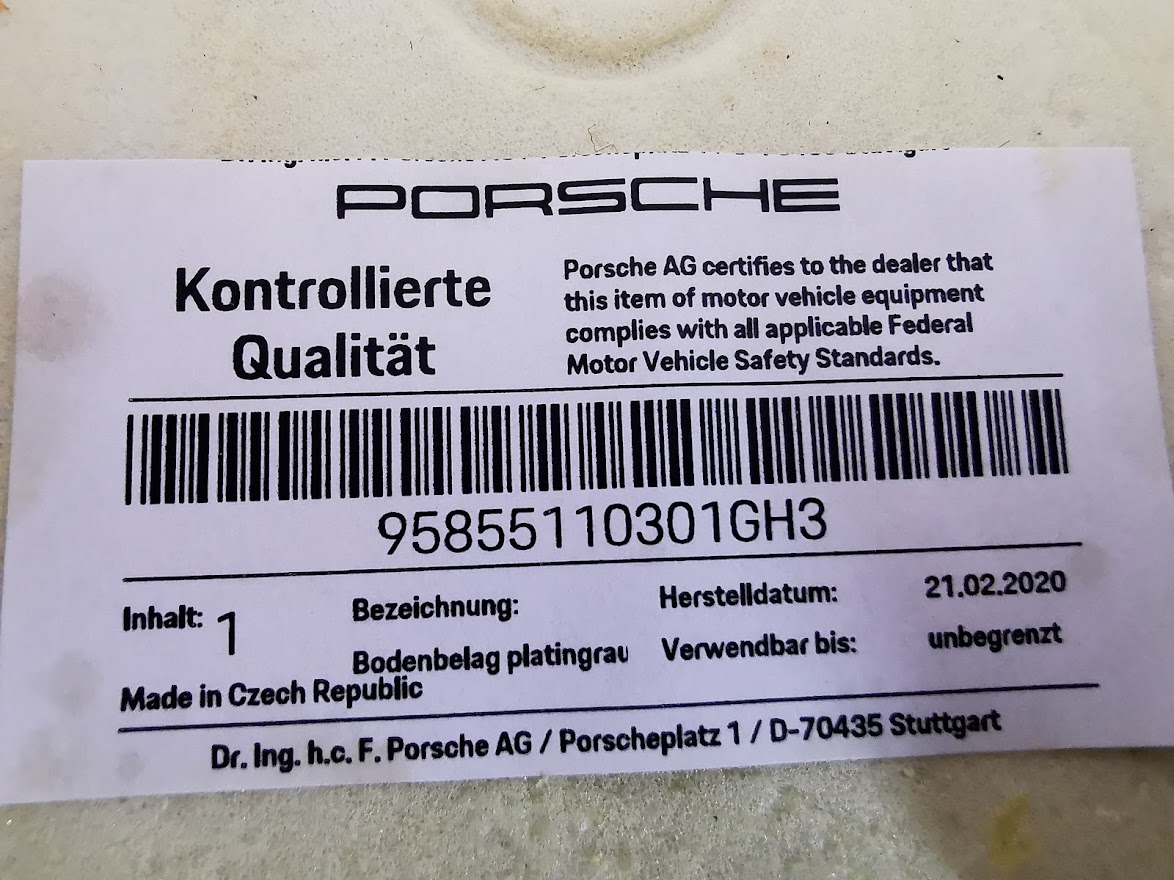 PORSCHE
Kontrollierte
Qualität
Porsche AG certifies to the dealer that
this item of motor vehicle equipment
complies with all applicable Federal
Motor Vehicle Safety Standards.
95855110301GH3
Inhalt: 1
Bezeichnung:
Bodenbelag platingrau
Herstelldatum: 21.02.2020
Verwendbar bis: unbegrenzt
Made in Czech Republic
Dr. Ing. h.c. F. Porsche AG / Porscheplatz 1 / D-70435 Stuttgart